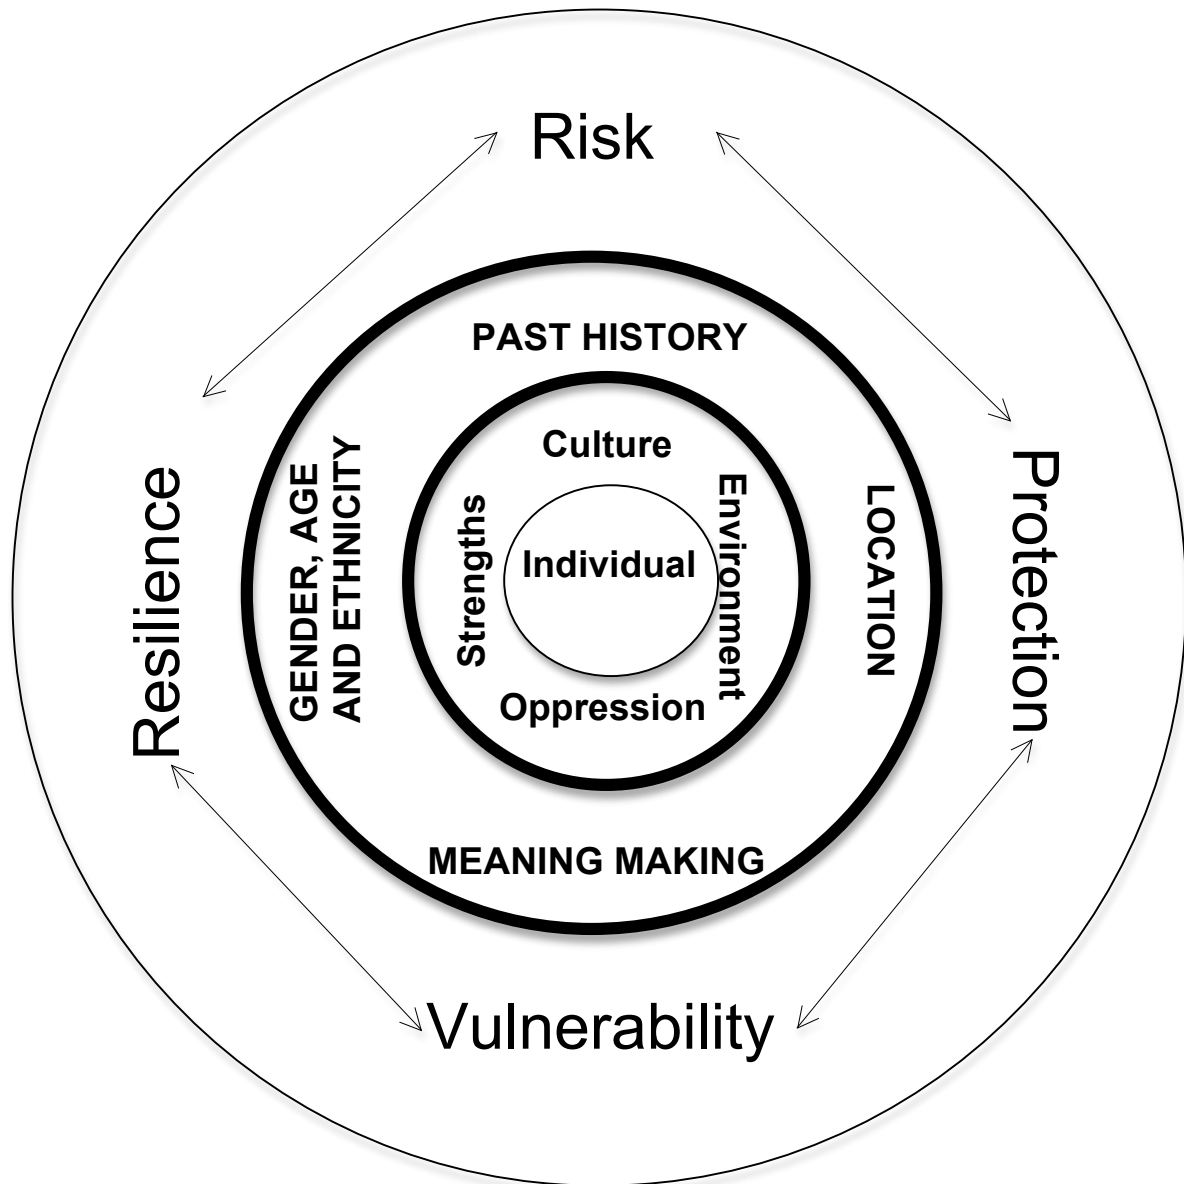 Risk
PAST HISTORY
Culture
Resilience
GENDER, AGE
AND ETHNICITY
Strengths
Individual
Environment
LOCATION
Protection
Oppression
MEANING MAKING
Vulnerability